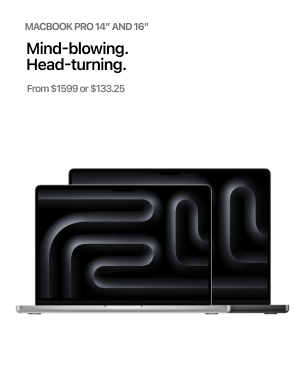 MACBOOK PRO 14” AND 16”
Mind-blowing.
Head-turning.
From $1599 or $133.25